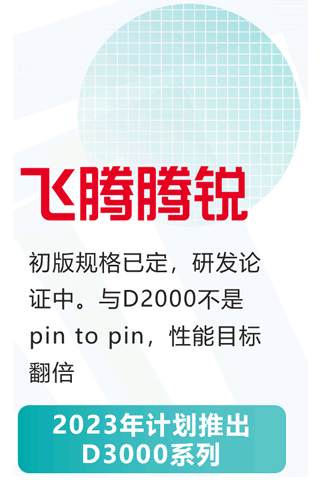 飞腾腾锐
初版规格已定，研发论
证中。与D2000不是
pin to pin，性能目标
翻倍
2023年计划推出
D3000系列